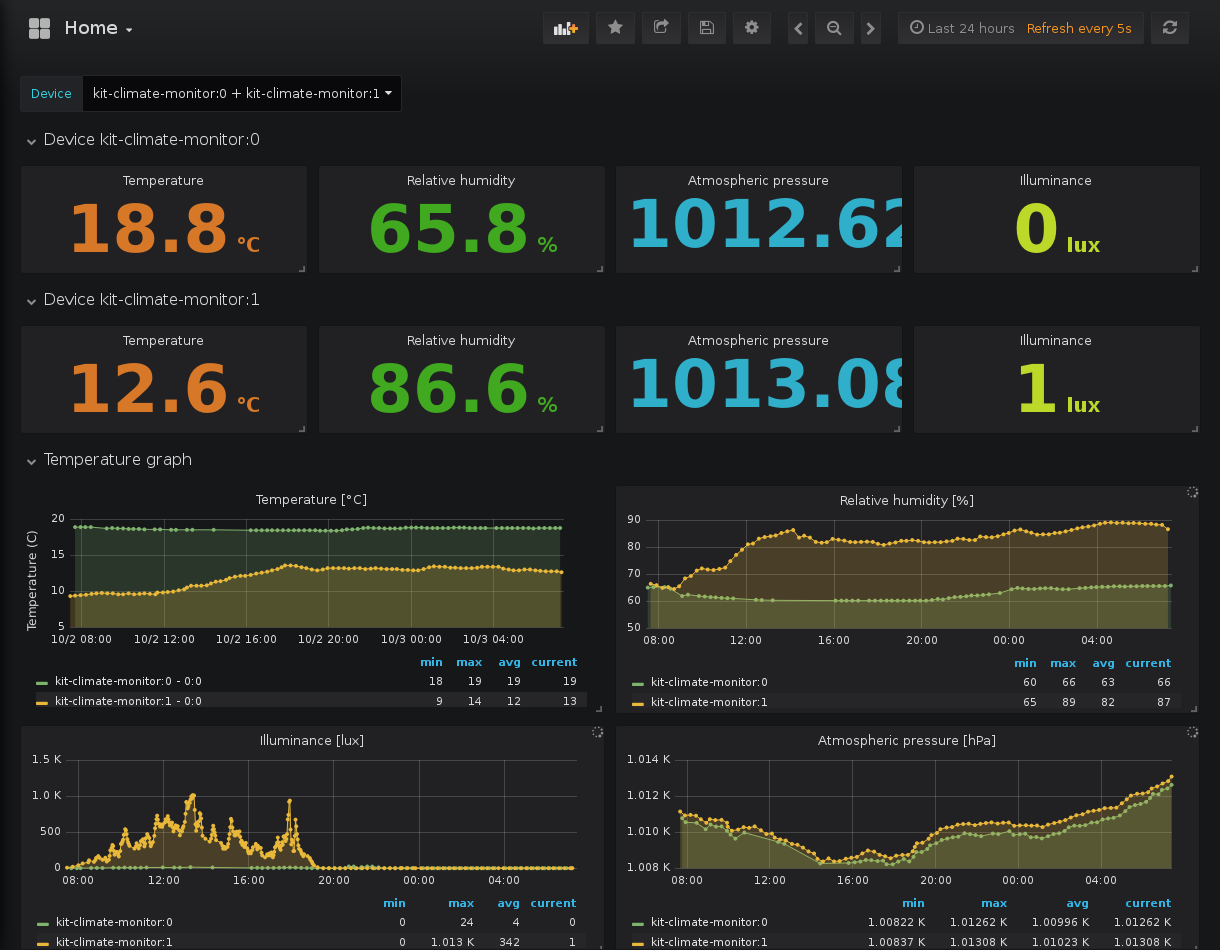 Home
Last 24 hours Refresh every 5s
Device kit-climate-monitor:0 + kit-climate-monitor:1
Device kit-climate-monitor:0
Temperature Relative humidity Atmospheric pressure Illuminance
18.8 °C 65.8 % 1012.62 0 lux
Device kit-climate-monitor:1
Temperature Relative humidity Atmospheric pressure Illuminance
12.6 °C 86.6 % 1013.08 1 lux
Temperature graph
Temperature [°C]
Temperature (C)
20
15
10
5
10/2 08:00 10/2 12:00 10/2 16:00 10/2 20:00 10/3 00:00 10/3 04:00
min max avg current
kit-climate-monitor:0 - 0:0 18 19 19 19
kit-climate-monitor:1 - 0:0 9 14 12 13
Relative humidity [%]
90
80
70
60
50
08:00 12:00 16:00 20:00 00:00 04:00
min max avg current
kit-climate-monitor:0 60 66 63 66
kit-climate-monitor:1 65 89 82 87
Illuminance [lux]
1.5 K
1.0 K
500
0
08:00 12:00 16:00 20:00 00:00 04:00
min max avg current
kit-climate-monitor:0 0 24 4 0
kit-climate-monitor:1 0 1.013 K 342 1
Atmospheric pressure [hPa]
1.014 K
1.012 K
1.010 K
1.008 K
08:00 12:00 16:00 20:00 00:00 04:00
min max avg current
kit-climate-monitor:0 1.00822 K 1.01262 K 1.00996 K 1.01262 K
kit-climate-monitor:1 1.00837 K 1.01308 K 1.01023 K 1.01308 K